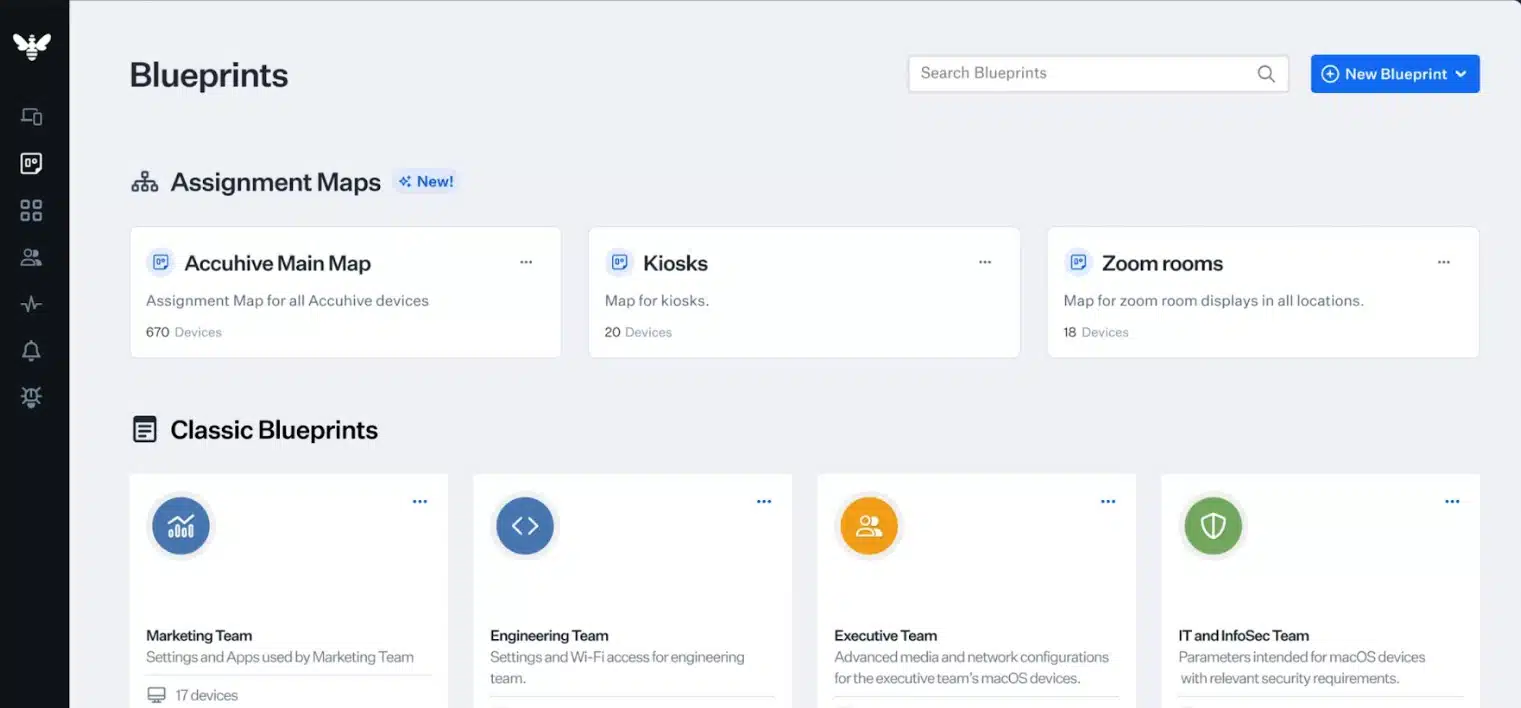 Blueprints
Search Blueprints
New Blueprint
Assignment Maps
New!
Accuhive Main Map
Assignment Map for all Accuhive devices
670 Devices
Kiosks
Map for kiosks.
20 Devices
Zoom rooms
Map for zoom room displays in all locations.
18 Devices
Classic Blueprints
Marketing Team
Settings and Apps used by Marketing Team
17 devices
Engineering Team
Settings and Wi-Fi access for engineering
team.
Executive Team
Advanced media and network configurations
for the executive team's macOS devices.
IT and InfoSec Team
Parameters intended for macOS devices
with relevant security requirements.